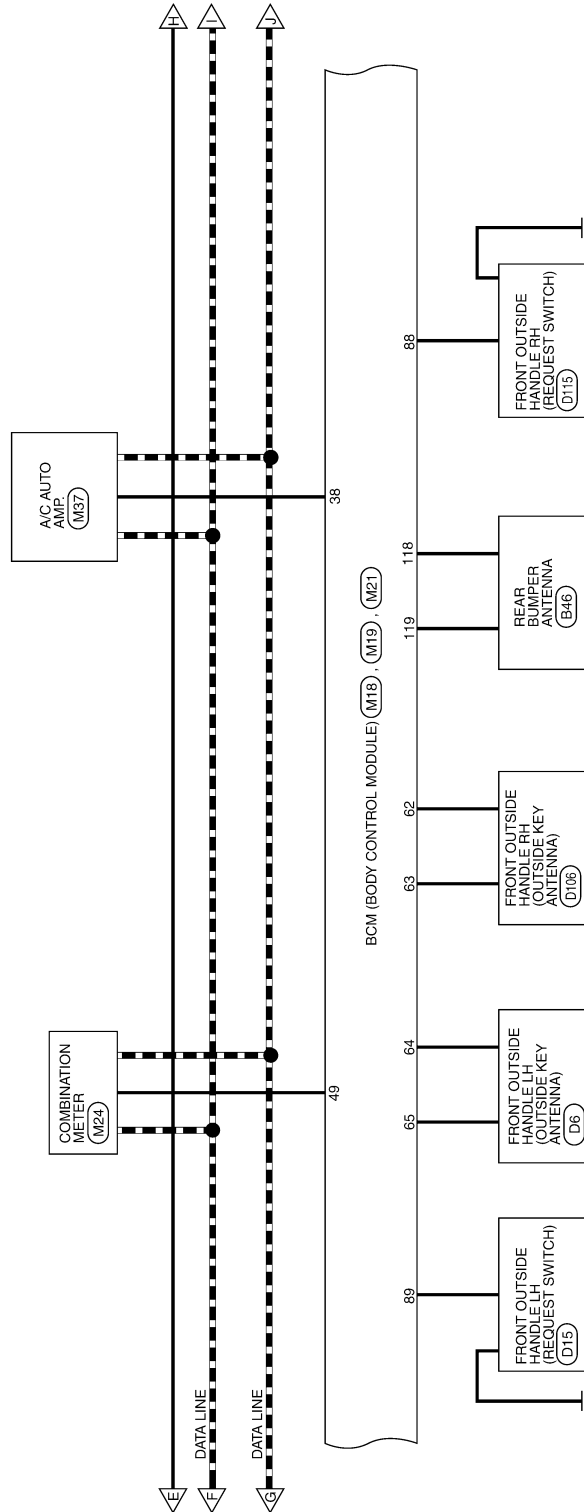 E
H
DATA LINE
F
I
DATA LINE
G
J
COMBINATION
METER
M24
A/C AUTO
AMP.
M37
49
38
BCM (BODY CONTROL MODULE) M18 , M19 , M21
89
65
64
63
62
119
118
88
FRONT OUTSIDE
HANDLE LH
(REQUEST SWITCH)
D15
FRONT OUTSIDE
HANDLE LH
(OUTSIDE KEY
ANTENNA)
D6
FRONT OUTSIDE
HANDLE RH
(OUTSIDE KEY
ANTENNA)
D106
REAR
BUMPER
ANTENNA
B46
FRONT OUTSIDE
HANDLE RH
(REQUEST SWITCH)
D115